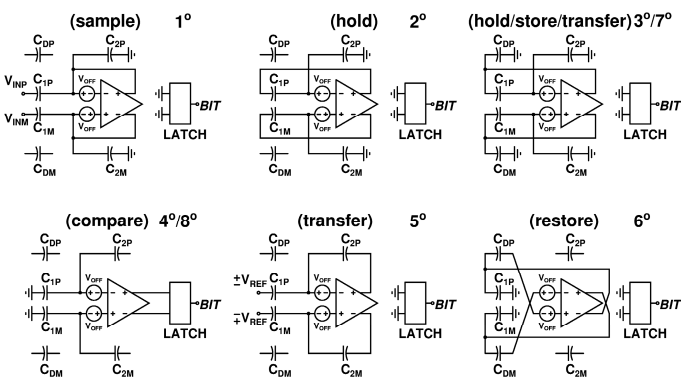 (sample) 1°
C_DP C_2P
V_INP C_1P V_OFF
V_INM C_1M V_OFF BIT
LATCH
C_DM C_2M
(hold) 2°
C_DP C_2P
C_1P V_OFF
C_1M V_OFF BIT
LATCH
C_DM C_2M
(hold/store/transfer) 3°/7°
C_DP C_2P
C_1P V_OFF
C_1M V_OFF BIT
LATCH
C_DM C_2M
(compare) 4°/8°
C_DP C_2P
C_1P V_OFF
C_1M V_OFF BIT
LATCH
C_DM C_2M
(transfer) 5°
C_DP C_2P
±V_REF C_1P V_OFF
∓V_REF C_1M V_OFF BIT
LATCH
C_DM C_2M
(restore) 6°
C_DP C_2P
C_1P V_OFF
C_1M V_OFF BIT
LATCH
C_DM C_2M